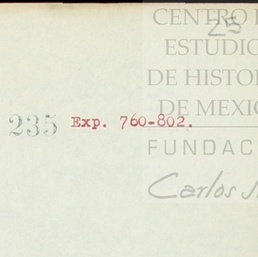 CENTRO
25
ESTUDIO
DE HISTOR
DE MEXIC
235 Exp. 760-802.
FUNDAC
Carlos